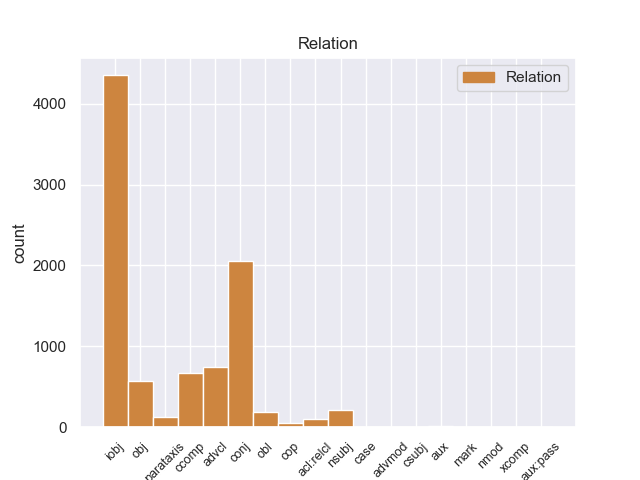 Relation
Relation
count
4000
3000
2000
1000
0
iobj
obj
parataxis
ccomp
advcl
conj
obl
cop
acl:relcl
nsubj
case
advmod
csubj
aux
mark
nmod
xcomp
aux:pass